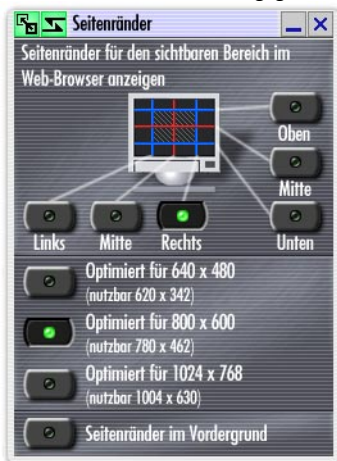 Seitenränder
Seitenränder für den sichtbaren Bereich im
Web-Browser anzeigen
Oben
Mitte
Links Mitte Rechts Unten
Optimiert für 640 x 480
(nutzbar 620 x 342)
Optimiert für 800 x 600
(nutzbar 780 x 462)
Optimiert für 1024 x 768
(nutzbar 1004 x 630)
Seitenränder im Vordergrund